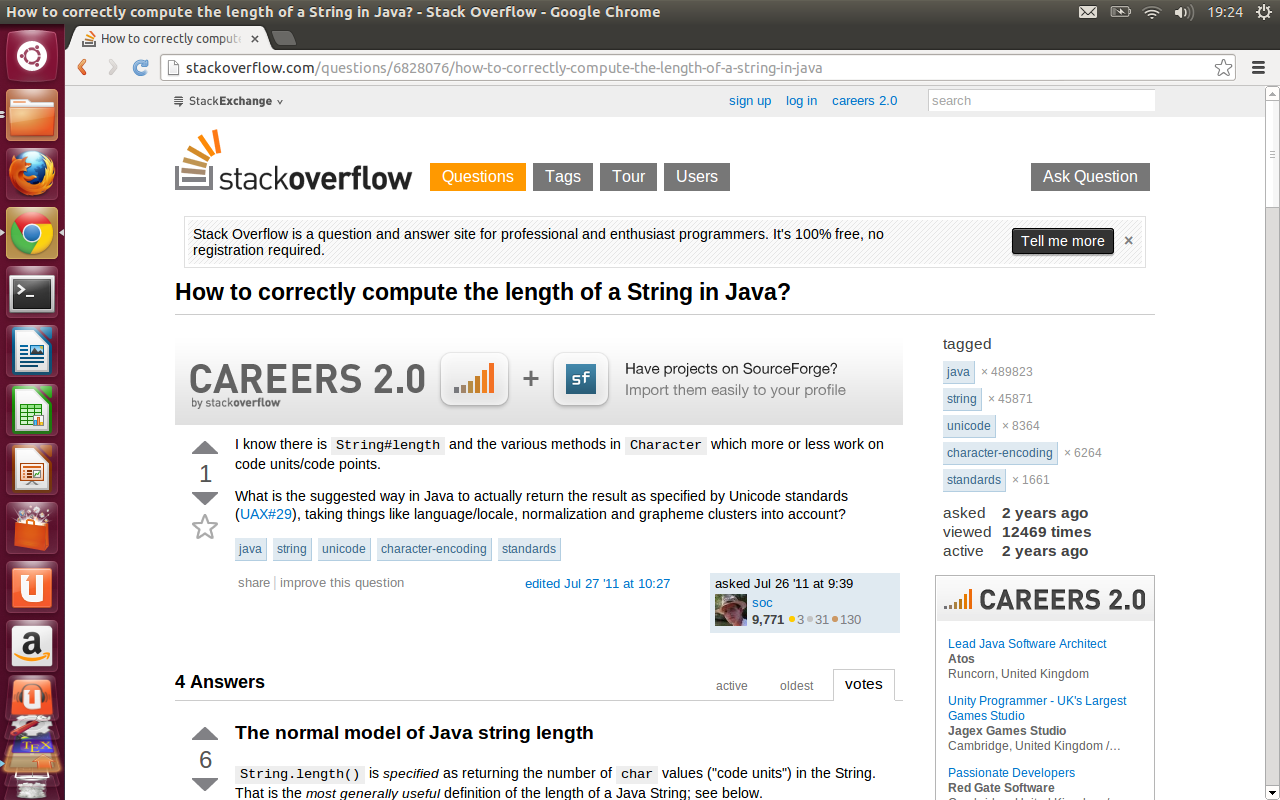 How to correctly compute the length of a String in Java? - Stack Overflow - Google Chrome
19:24
How to correctly comput
stackoverflow.com/questions/6828076/how-to-correctly-compute-the-length-of-a-string-in-java
StackExchange
sign up log in careers 2.0 search
stackoverflow
Questions Tags Tour Users Ask Question
Stack Overflow is a question and answer site for professional and enthusiast programmers. It's 100% free, no
registration required.
Tell me more ×
How to correctly compute the length of a String in Java?
CAREERS 2.0
by stackoverflow
+
sf
Have projects on SourceForge?
Import them easily to your profile
1
I know there is String#length and the various methods in Character which more or less work on
code units/code points.
What is the suggested way in Java to actually return the result as specified by Unicode standards
(UAX#29), taking things like language/locale, normalization and grapheme clusters into account?
java string unicode character-encoding standards
share improve this question
edited Jul 27 '11 at 10:27
asked Jul 26 '11 at 9:39
soc
9,771 3 31 130
4 Answers
active oldest votes
6
The normal model of Java string length
String.length() is specified as returning the number of char values ("code units") in the String.
That is the most generally useful definition of the length of a Java String; see below.
tagged
java × 489823
string × 45871
unicode × 8364
character-encoding × 6264
standards × 1661
asked 2 years ago
viewed 12469 times
active 2 years ago
CAREERS 2.0
Lead Java Software Architect
Atos
Runcorn, United Kingdom
Unity Programmer - UK's Largest
Games Studio
Jagex Games Studio
Cambridge, United Kingdom /…
Passionate Developers
Red Gate Software